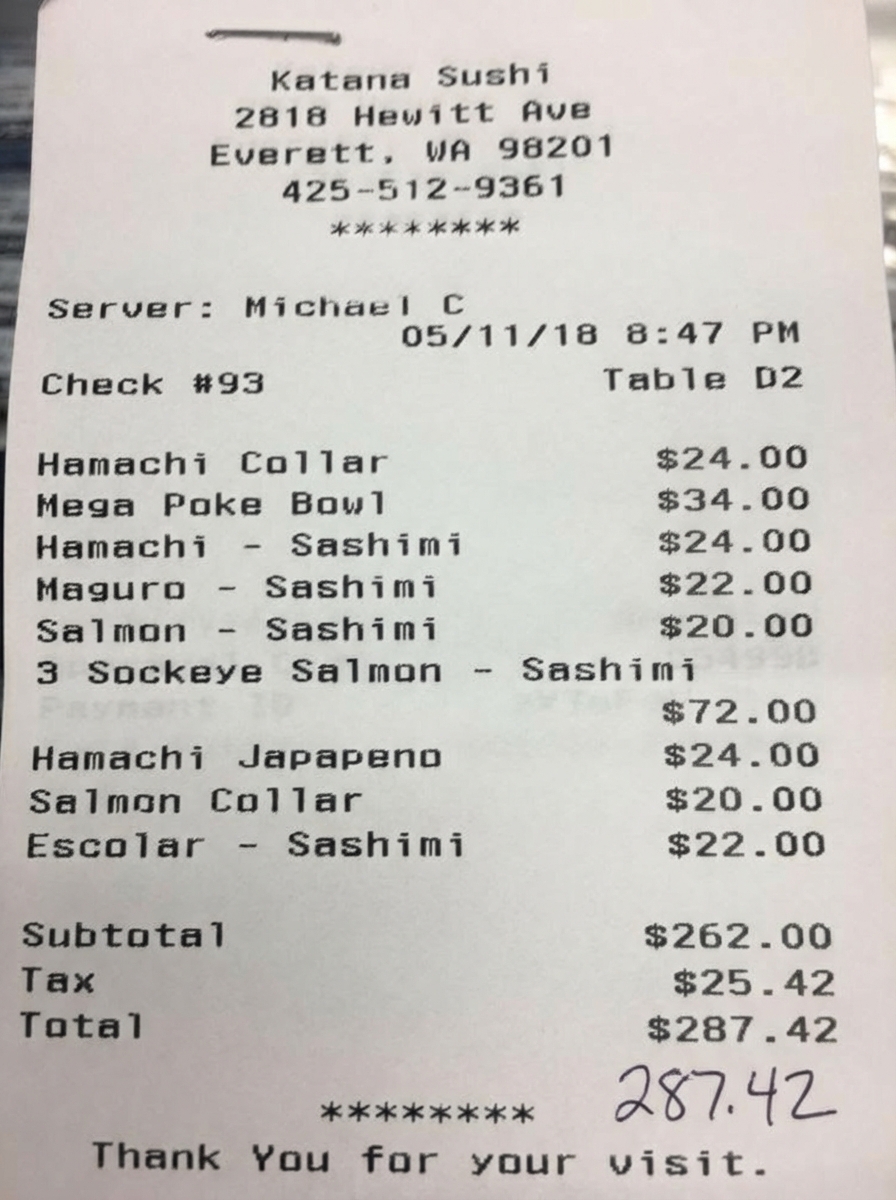 Katana Sushi
2818 Hewitt Ave
Everett, WA 98201
425-512-9361
********
Server: Michael C
05/11/18 8:47 PM
Check #93 Table D2
Hamachi Collar $24.00
Mega Poke Bowl $34.00
Hamachi - Sashimi $24.00
Maguro - Sashimi $22.00
Salmon - Sashimi $20.00
3 Sockeye Salmon - Sashimi
$72.00
Hamachi Japapeno $24.00
Salmon Collar $20.00
Escolar - Sashimi $22.00
Subtotal $262.00
Tax $25.42
Total $287.42
287.42
********
Thank You for your visit.